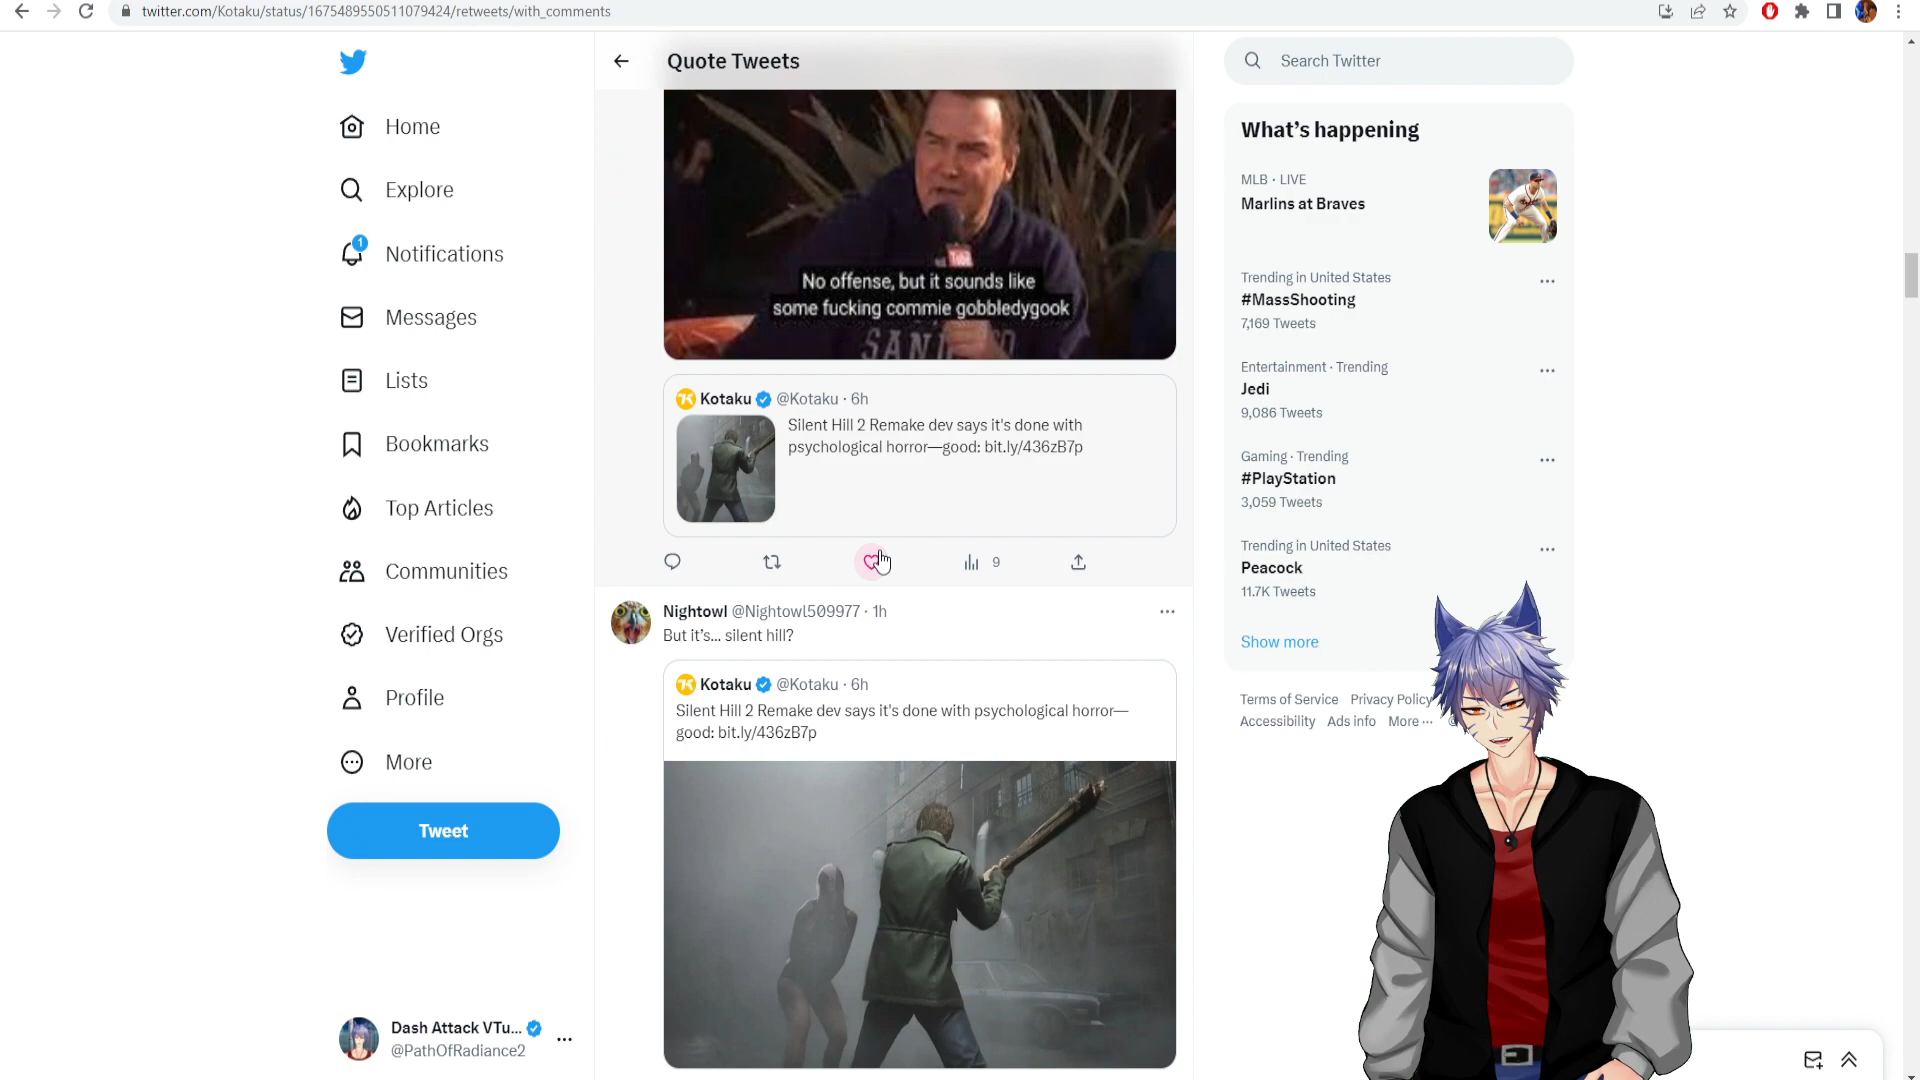 twitter.com/Kotaku/status/1675489550511079424/retweets/with_comments
Home
Explore
1
Notifications
Messages
Lists
Bookmarks
Top Articles
Communities
Verified Orgs
Profile
More
Tweet
Dash Attack VTu...
@PathOfRadiance2
Quote Tweets
No offense, but it sounds like
some fucking commie gobbledygook
SAN
Kotaku @Kotaku · 6h
Silent Hill 2 Remake dev says it's done with
psychological horror—good: bit.ly/436zB7p
9
Nightowl @Nightowl509977 · 1h
But it's... silent hill?
Kotaku @Kotaku · 6h
Silent Hill 2 Remake dev says it's done with psychological horror—
good: bit.ly/436zB7p
Search Twitter
What's happening
MLB · LIVE
Marlins at Braves
Trending in United States
#MassShooting
7,169 Tweets
Entertainment · Trending
Jedi
9,086 Tweets
Gaming · Trending
#PlayStation
3,059 Tweets
Trending in United States
Peacock
11.7K Tweets
Show more
Terms of Service Privacy Policy
Accessibility Ads info More ...